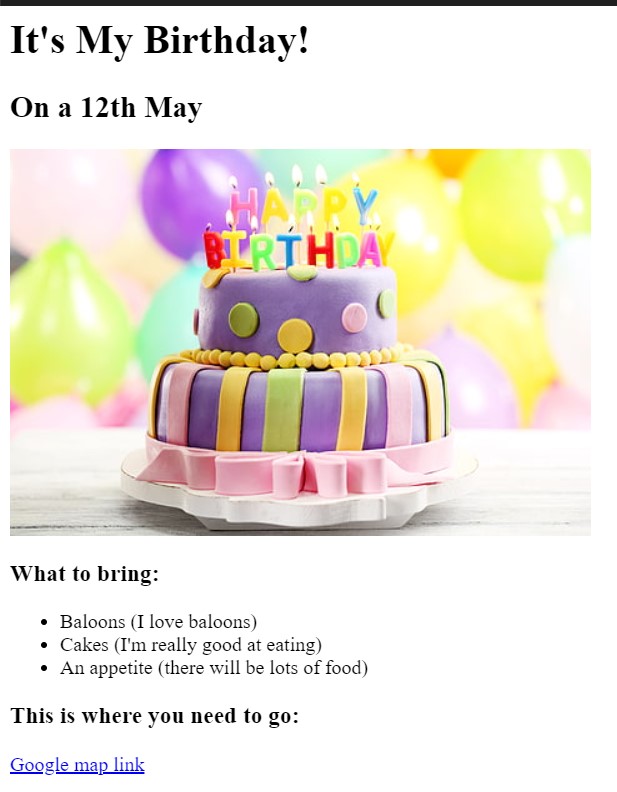 It's My Birthday!
On a 12th May
HAPPY
BIRTHDAY
What to bring:
Baloons (I love baloons)
Cakes (I'm really good at eating)
An appetite (there will be lots of food)
This is where you need to go:
Google map link